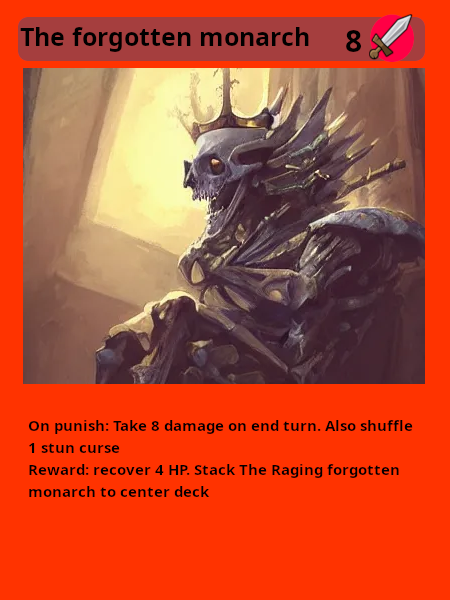 The forgotten monarch 8
On punish: Take 8 damage on end turn. Also shuffle
1 stun curse
Reward: recover 4 HP. Stack The Raging forgotten
monarch to center deck